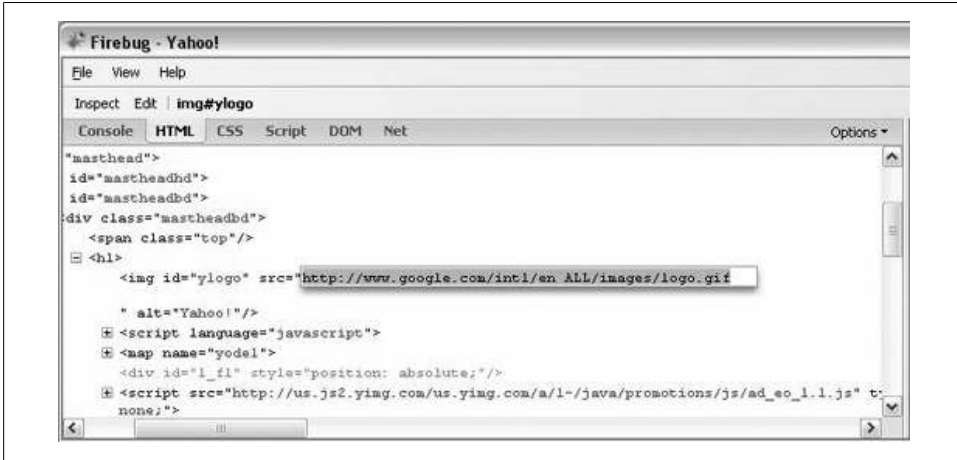 Firebug - Yahoo!
File View Help
Inspect Edit | img#ylogo
Console HTML CSS Script DOM Net Options
"masthead">
id="mastheadhd">
id="mastheadbd">
div class="mastheadbd">
<span class="top"/>
<h1>
<img id="ylogo" src="http://www.google.com/intl/en_ALL/images/logo.gif
" alt="Yahoo!"/>
<script language="javascript">
<map name="yodel">
<div id="l_fl" style="position: absolute;"/>
<script src="http://us.js2.yimg.com/us.yimg.com/a/1-/java/promotions/js/ad_eo_1.1.js" t
none;">